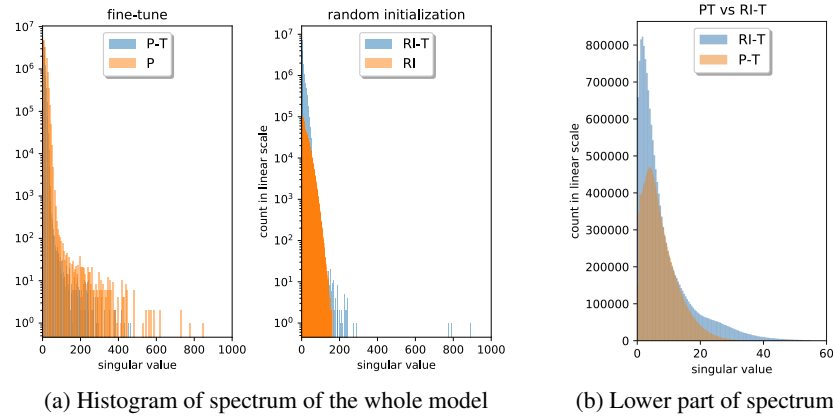 fine-tune
P-T
P
10^7
10^6
10^5
10^4
10^3
10^2
10^1
10^0
0 200 400 600 800 1000
singular value
random initialization
RI-T
RI
count in linear scale
10^7
10^6
10^5
10^4
10^3
10^2
10^1
10^0
0 200 400 600 800 1000
singular value
(a) Histogram of spectrum of the whole model
PT vs RI-T
RI-T
P-T
count in linear scale
800000
700000
600000
500000
400000
300000
200000
100000
0
0 20 40 60
singular value
(b) Lower part of spectrum